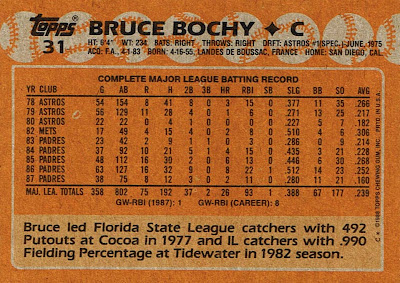 Topps
31
BRUCE BOCHY ✦ C
HT: 6'4" WT: 234 BATS: RIGHT THROWS: RIGHT DRFT: ASTROS #1(SPEC.)-JUNE, 1975
ACQ: F.A., 4-1-83 BORN: 4-16-55, LANDES DE BOUSSAC, FRANCE HOME: SAN DIEGO, CAL.
COMPLETE MAJOR LEAGUE BATTING RECORD
YR CLUB G AB R H 2B 3B HR RBI SB SLG BB SO AVG
78 ASTROS 54 154 8 41 8 0 3 15 0 .377 11 35 .266
79 ASTROS 56 129 11 28 4 0 1 6 0 .271 13 25 .217
80 ASTROS 22 22 0 4 1 0 0 0 0 .227 5 7 .182
82 METS 17 49 4 15 4 0 2 8 0 .510 4 6 .306
83 PADRES 23 42 2 9 1 1 0 3 0 .286 0 9 .214
84 PADRES 37 92 10 21 5 1 4 15 0 .435 3 21 .228
85 PADRES 48 112 16 30 2 0 6 13 0 .446 6 30 .268
86 PADRES 63 127 16 32 9 0 8 22 1 .512 14 23 .252
87 PADRES 38 75 8 12 3 0 2 11 0 .280 11 21 .160
MAJ. LEA. TOTALS 358 802 75 192 37 2 26 93 1 .388 67 177 .239
GW-RBI (1987): 1 GW-RBI (CAREER): 8
Bruce led Florida State League catchers with 492
Putouts at Cocoa in 1977 and IL catchers with .990
Fielding Percentage at Tidewater in 1982 season.